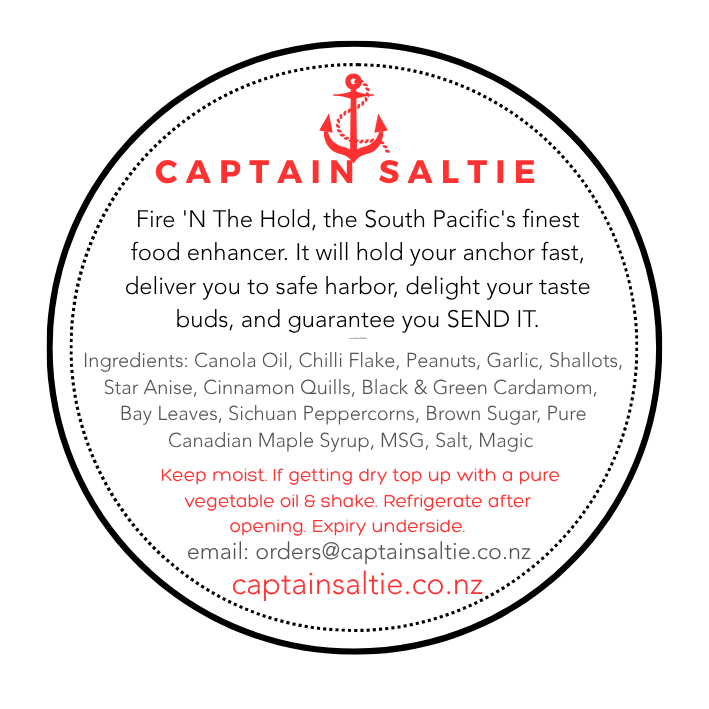 CAPTAIN SALTIE
Fire 'N The Hold, the South Pacific's finest
food enhancer. It will hold your anchor fast,
deliver you to safe harbor, delight your taste
buds, and guarantee you SEND IT.
Ingredients: Canola Oil, Chilli Flake, Peanuts, Garlic, Shallots,
Star Anise, Cinnamon Quills, Black & Green Cardamom,
Bay Leaves, Sichuan Peppercorns, Brown Sugar, Pure
Canadian Maple Syrup, MSG, Salt, Magic
Keep moist. If getting dry top up with a pure
vegetable oil & shake. Refrigerate after
opening. Expiry underside.
email: orders@captainsaltie.co.nz
captainsaltie.co.nz